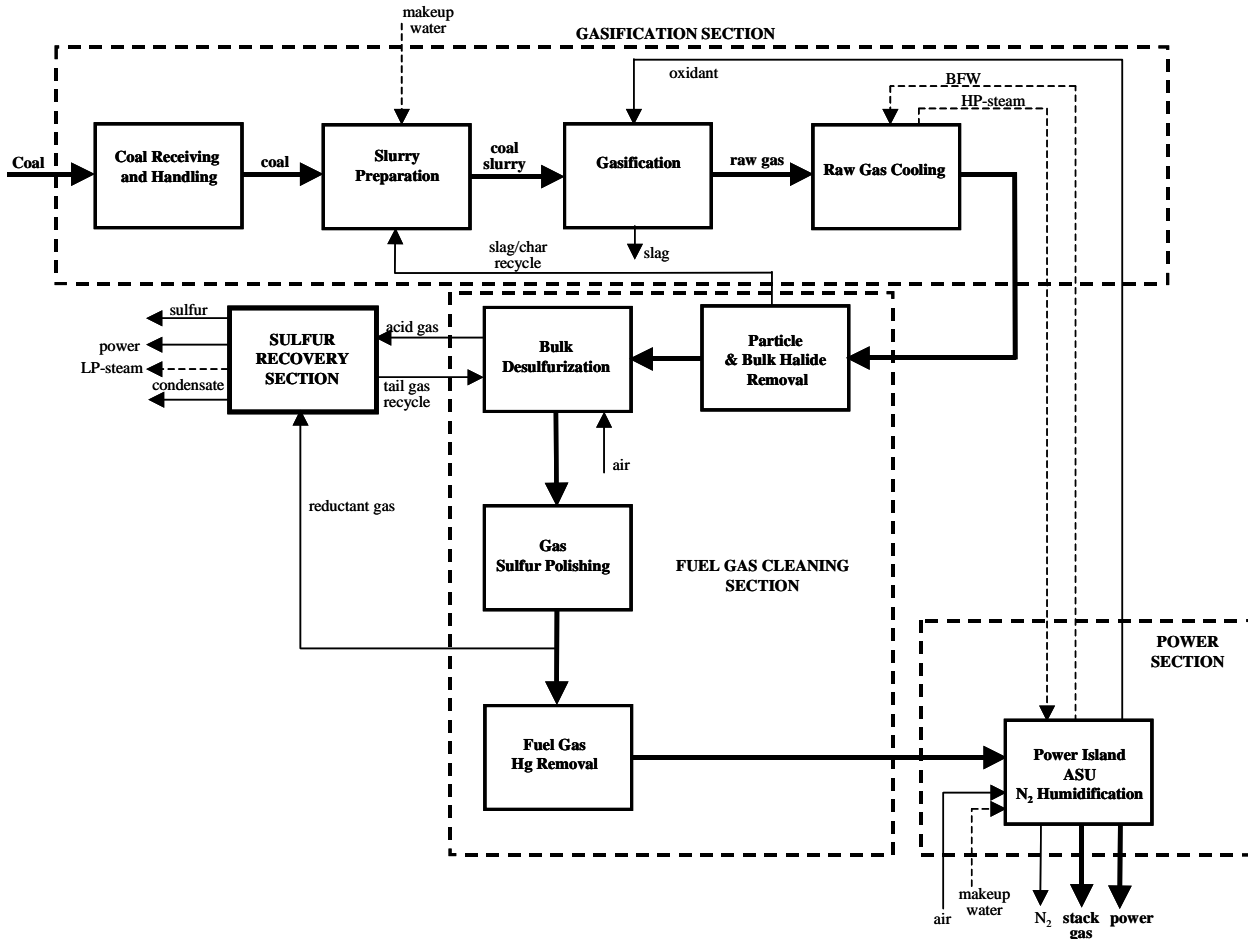 makeup
water
GASIFICATION SECTION
oxidant
BFW
HP-steam
Coal
Coal Receiving
and Handling
coal
Slurry
Preparation
coal
slurry
Gasification
raw gas
Raw Gas Cooling
slag/char
recycle
slag
sulfur
power
LP-steam
condensate
SULFUR
RECOVERY
SECTION
acid gas
tail gas
recycle
Bulk
Desulfurization
Particle
& Bulk Halide
Removal
air
reductant gas
Gas
Sulfur Polishing
FUEL GAS CLEANING
SECTION
POWER
SECTION
Fuel Gas
Hg Removal
Power Island
ASU
N2 Humidification
air
makeup
water
N2
stack
gas
power